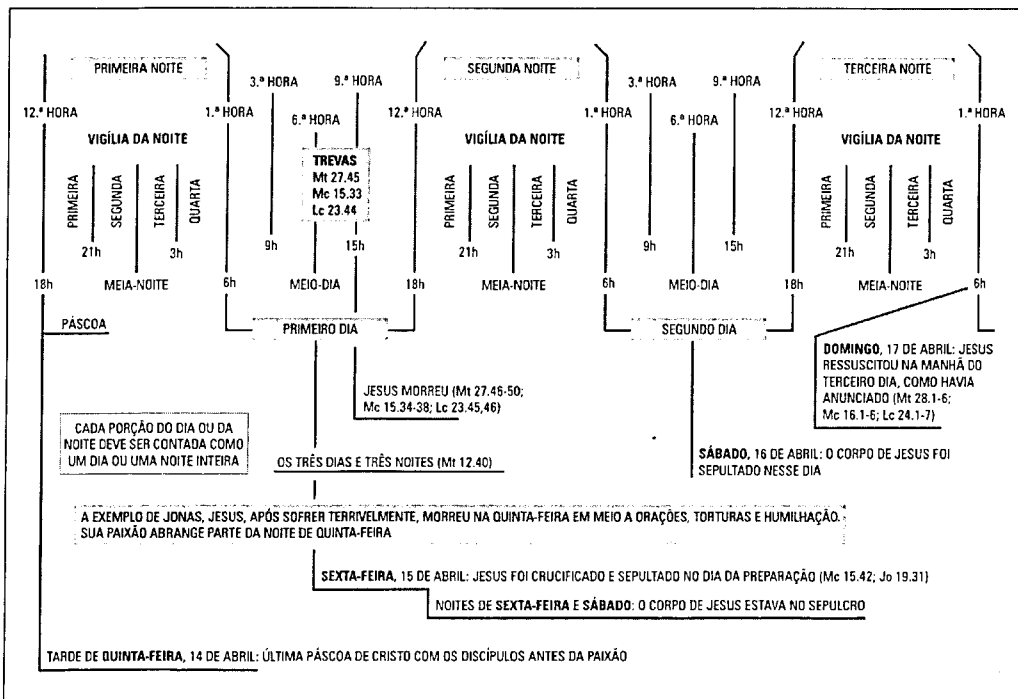 PRIMEIRA NOITE
SEGUNDA NOITE
TERCEIRA NOITE
3.ª HORA
9.ª HORA
3.ª HORA
9.ª HORA
12.ª HORA
1.ª HORA
6.ª HORA
12.ª HORA
1.ª HORA
6.ª HORA
12.ª HORA
1.ª HORA
VIGÍLIA DA NOITE
VIGÍLIA DA NOITE
VIGÍLIA DA NOITE
TREVAS
Mt 27.45
Mc 15.33
Lc 23.44
PRIMEIRA
SEGUNDA
TERCEIRA
QUARTA
PRIMEIRA
SEGUNDA
TERCEIRA
QUARTA
PRIMEIRA
SEGUNDA
TERCEIRA
QUARTA
21h
3h
9h
15h
21h
3h
9h
15h
21h
3h
18h
MEIA-NOITE
6h
MEIO-DIA
18h
MEIA-NOITE
6h
MEIO-DIA
18h
MEIA-NOITE
6h
PÁSCOA
PRIMEIRO DIA
SEGUNDO DIA
DOMINGO, 17 DE ABRIL: JESUS
RESSUSCITOU NA MANHÃ DO
TERCEIRO DIA, COMO HAVIA
ANUNCIADO (Mt 28.1-6;
Mc 16.1-6; Lc 24.1-7)
JESUS MORREU (Mt 27.46-50;
Mc 15.34-38; Lc 23.45,46)
CADA PORÇÃO DO DIA OU DA
NOITE DEVE SER CONTADA COMO
UM DIA OU UMA NOITE INTEIRA
OS TRÊS DIAS E TRÊS NOITES (Mt 12.40)
SÁBADO, 16 DE ABRIL: O CORPO DE JESUS FOI
SEPULTADO NESSE DIA
A EXEMPLO DE JONAS, JESUS, APÓS SOFRER TERRIVELMENTE, MORREU NA QUINTA-FEIRA EM MEIO A ORAÇÕES, TORTURAS E HUMILHAÇÃO.
SUA PAIXÃO ABRANGE PARTE DA NOITE DE QUINTA-FEIRA
SEXTA-FEIRA, 15 DE ABRIL: JESUS FOI CRUCIFICADO E SEPULTADO NO DIA DA PREPARAÇÃO (Mc 15.42; Jo 19.31)
NOITES DE SEXTA-FEIRA E SÁBADO: O CORPO DE JESUS ESTAVA NO SEPULCRO
TARDE DE QUINTA-FEIRA, 14 DE ABRIL: ÚLTIMA PÁSCOA DE CRISTO COM OS DISCÍPULOS ANTES DA PAIXÃO